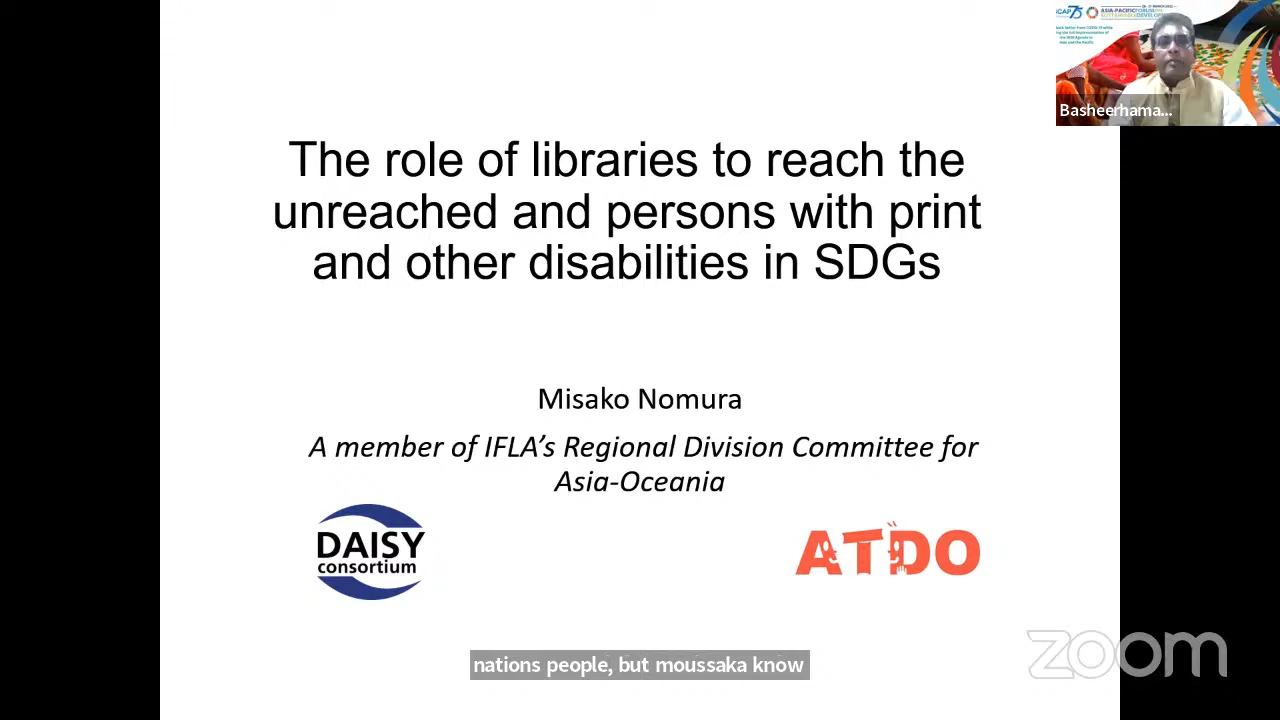 The role of libraries to reach the
unreached and persons with print
and other disabilities in SDGs
Misako Nomura
A member of IFLA's Regional Division Committee for
Asia-Oceania
DAISY
consortium
ATDO
nations people, but moussaka know
zoom
75
Basheerhama...